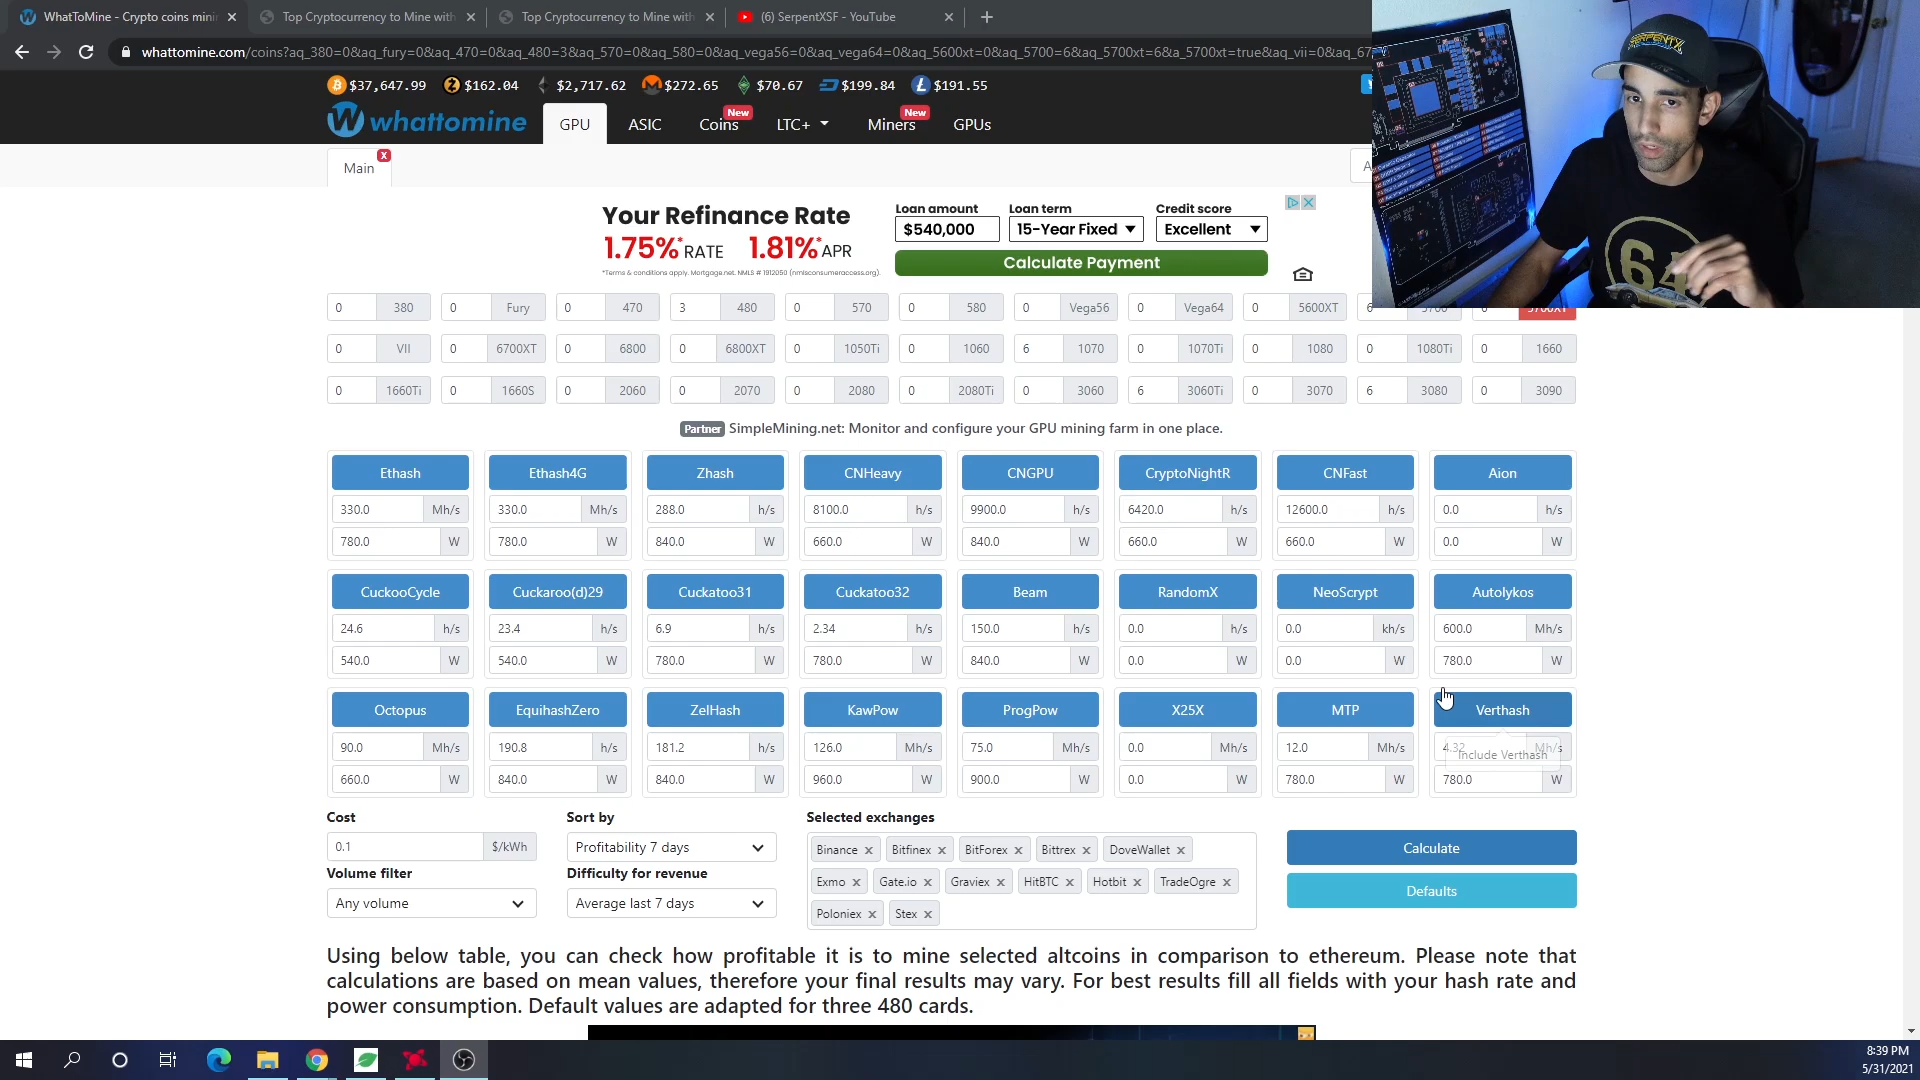 WhatToMine - Crypto coins mini
Top Cryptocurrency to Mine with
Top Cryptocurrency to Mine with
(6) SerpentXSF - YouTube
whattomine.com/coins?aq_380=0&aq_fury=0&aq_470=0&aq_480=3&aq_570=0&aq_580=0&aq_vega56=0&aq_vega64=0&aq_5600xt=0&aq_5700=6&aq_5700xt=6&a_5700xt=true&aq_vii=0&aq_67
$37,647.99 $162.04 $2,717.62 $272.65 $70.67 $199.84 $191.55
whattomine GPU ASIC Coins New LTC+ Miners New GPUs
Main x
Your Refinance Rate
1.75%* RATE 1.81%* APR
*Terms & conditions apply. Mortgage.net. NMLS # 1912050 (nmlsconsumeraccess.org).
Loan amount Loan term Credit score
$540,000 15-Year Fixed Excellent
Calculate Payment
SERPENTX
64
0 380 0 Fury 0 470 3 480 0 570 0 580 0 Vega56 0 Vega64 0 5600XT 6 5700 5700XT
0 VII 0 6700XT 0 6800 0 6800XT 0 1050Ti 0 1060 6 1070 0 1070Ti 0 1080 0 1080Ti 0 1660
0 1660Ti 0 1660S 0 2060 0 2070 0 2080 0 2080Ti 0 3060 6 3060Ti 0 3070 6 3080 0 3090
Partner SimpleMining.net: Monitor and configure your GPU mining farm in one place.
Ethash Ethash4G Zhash CNHeavy CNGPU CryptoNightR CNFast Aion
330.0 Mh/s 330.0 Mh/s 288.0 h/s 8100.0 h/s 9900.0 h/s 6420.0 h/s 12600.0 h/s 0.0 h/s
780.0 W 780.0 W 840.0 W 660.0 W 840.0 W 660.0 W 660.0 W 0.0 W
CuckooCycle Cuckaroo(d)29 Cuckatoo31 Cuckatoo32 Beam RandomX NeoScrypt Autolykos
24.6 h/s 23.4 h/s 6.9 h/s 2.34 h/s 150.0 h/s 0.0 h/s 0.0 kh/s 600.0 Mh/s
540.0 W 540.0 W 780.0 W 780.0 W 840.0 W 0.0 W 0.0 W 780.0 W
Octopus EquihashZero ZelHash KawPow ProgPow X25X MTP Verthash
90.0 Mh/s 190.8 h/s 181.2 h/s 126.0 Mh/s 75.0 Mh/s 0.0 Mh/s 12.0 Mh/s 4.32 Mh/s
Include Verthash
660.0 W 840.0 W 840.0 W 960.0 W 900.0 W 0.0 W 780.0 W 780.0 W
Cost Sort by Selected exchanges
0.1 $/kWh Profitability 7 days Binance x Bitfinex x BitForex x Bittrex x DoveWallet x Calculate
Volume filter Difficulty for revenue Exmo x Gate.io x Graviex x HitBTC x Hotbit x TradeOgre x Defaults
Any volume Average last 7 days Poloniex x Stex x
Using below table, you can check how profitable it is to mine selected altcoins in comparison to ethereum. Please note that
calculations are based on mean values, therefore your final results may vary. For best results fill all fields with your hash rate and
power consumption. Default values are adapted for three 480 cards.
8:39 PM
5/31/2021